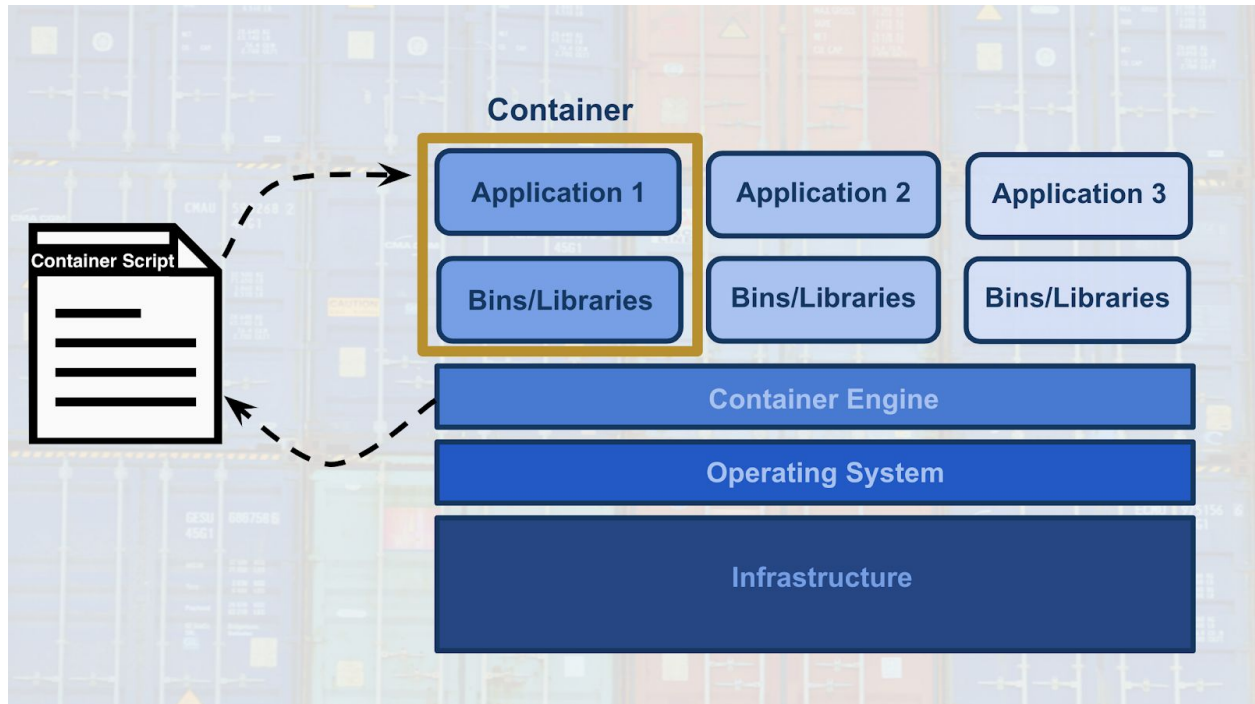 Container
Application 1
Application 2
Application 3
Container Script
Bins/Libraries
Bins/Libraries
Bins/Libraries
Container Engine
Operating System
Infrastructure